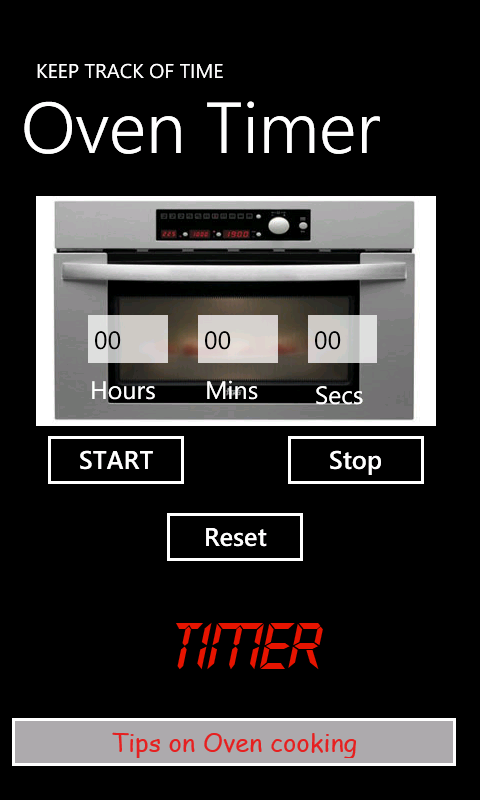 KEEP TRACK OF TIME
Oven Timer
00 00 00
Hours Mins Secs
START Stop
Reset
TIMER
Tips on Oven cooking